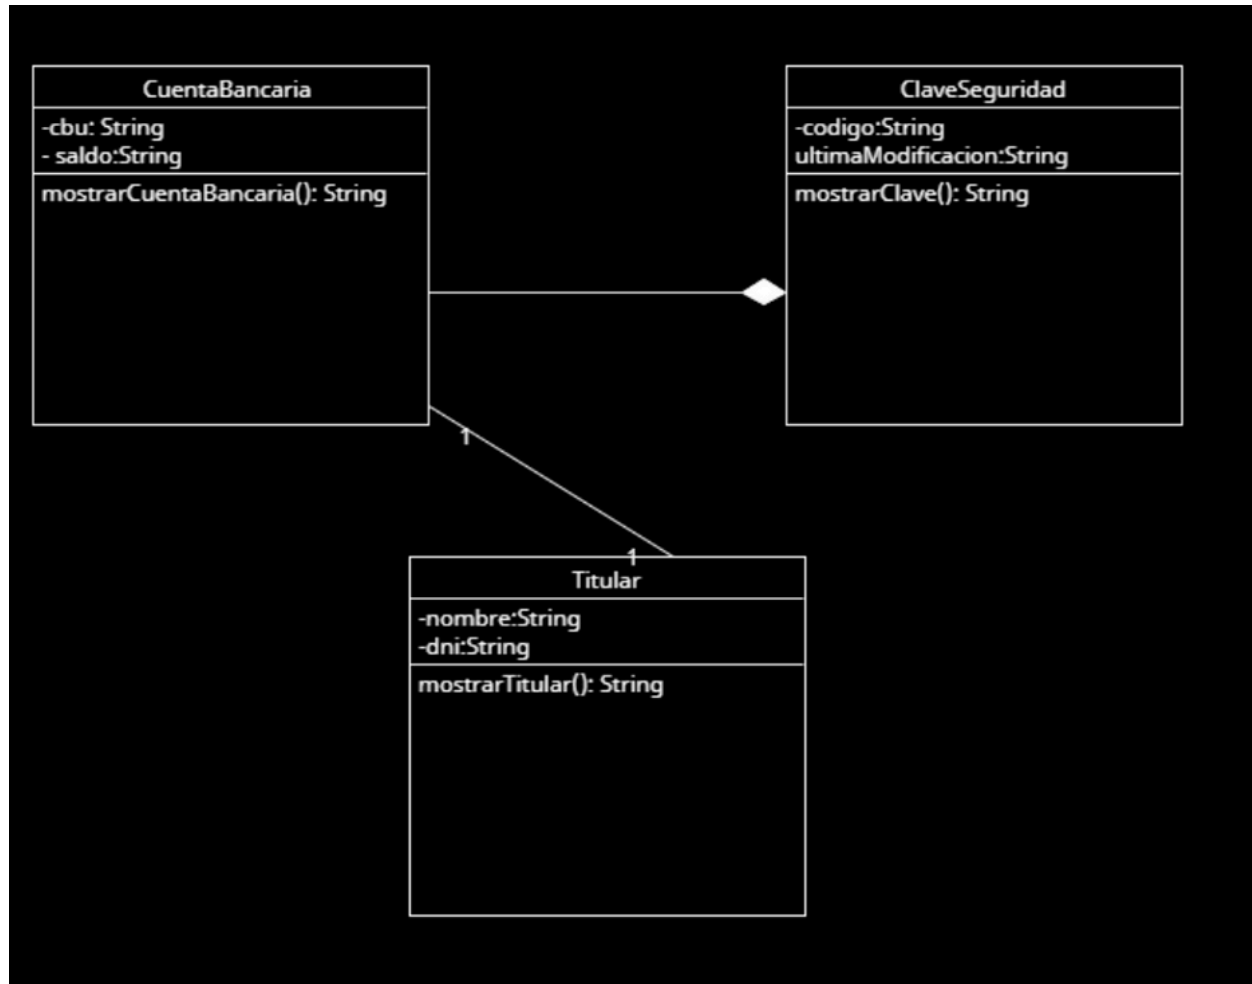 CuentaBancaria
-cbu: String
- saldo:String
mostrarCuentaBancaria(): String
ClaveSeguridad
-codigo:String
ultimaModificacion:String
mostrarClave(): String
1
1
Titular
-nombre:String
-dni:String
mostrarTitular(): String